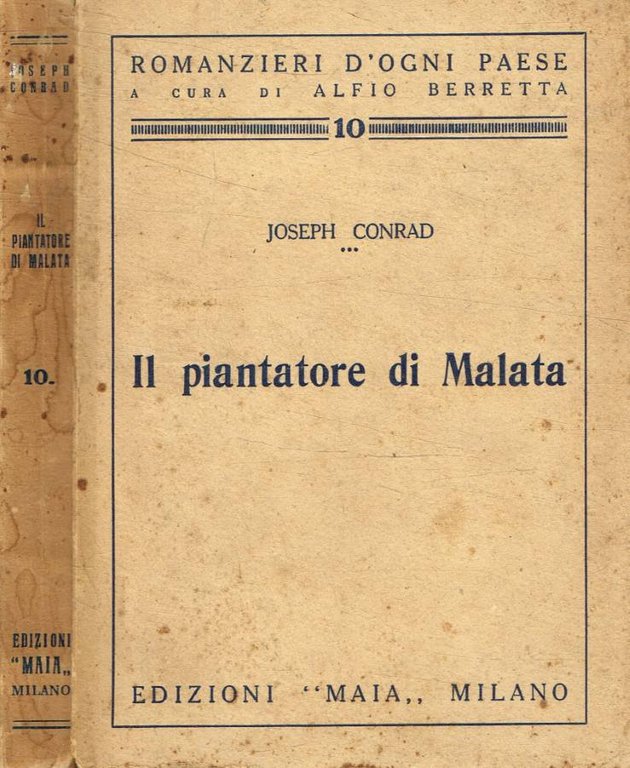 JOSEPH
CONRAD
IL
PIANTATORE
DI MALATA
10.
EDIZIONI
“MAIA„
MILANO
ROMANZIERI D'OGNI PAESE
A CURA DI ALFIO BERRETTA
10
JOSEPH CONRAD
•••
Il piantatore di Malata
EDIZIONI “MAIA„ MILANO